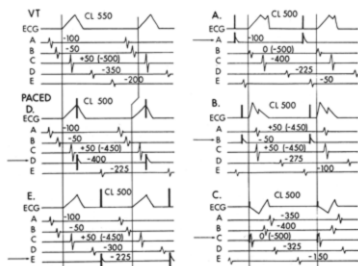 VT
CL 550
ECG
A -100
B -50
C +50 (-500)
D -350
E -200
PACED
D.
CL 500
ECG
A -100
B -50
C +50 (-450)
D -400
E -225
E.
CL 500
ECG
A -100
B -50
C +50 (-450)
D -300
E -225
A.
CL 500
ECG
A -100
B 0 (-500)
C -400
D -225
E -50
B.
CL 500
ECG
A +50 (-450)
B -50
C +50 (-450)
D -275
E -100
C.
CL 500
ECG
A -350
B -400
C 0 (-500)
D -325
E -150